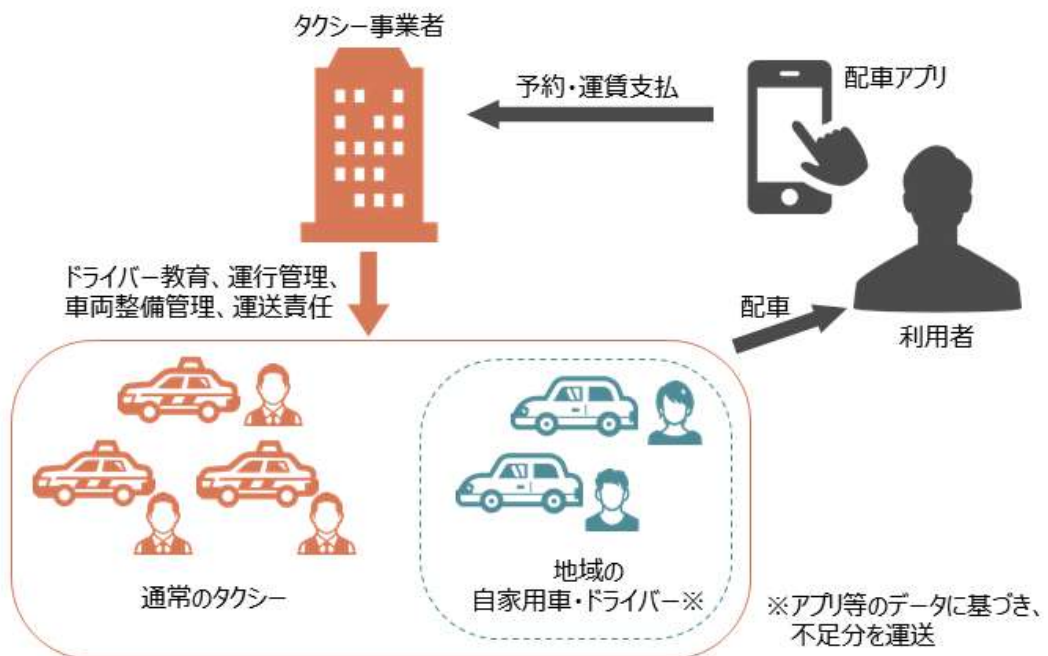 タクシー事業者
予約・運賃支払
配車アプリ
ドライバー教育、運行管理、
車両整備管理、運送責任
配車
利用者
通常のタクシー
地域の
自家用車・ドライバー※
※アプリ等のデータに基づき、
不足分を運送